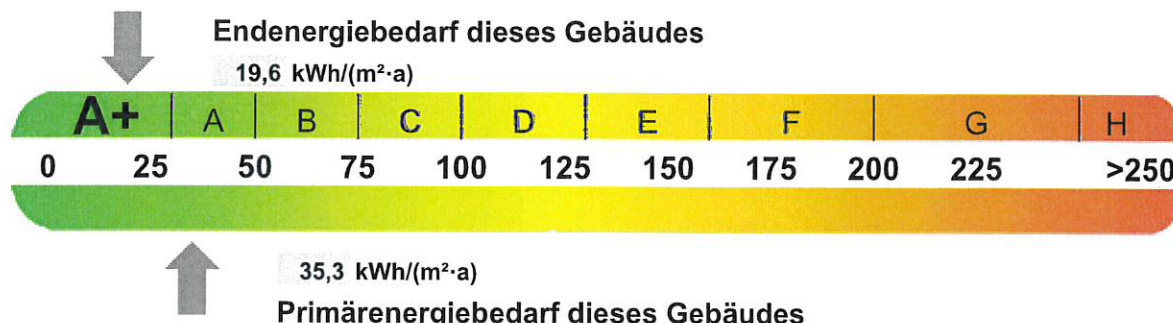 Endenergiebedarf dieses Gebäudes
19,6 kWh/(m²·a)
A+ A B C D E F G H
0 25 50 75 100 125 150 175 200 225 >250
35,3 kWh/(m²·a)
Primärenergiebedarf dieses Gebäudes